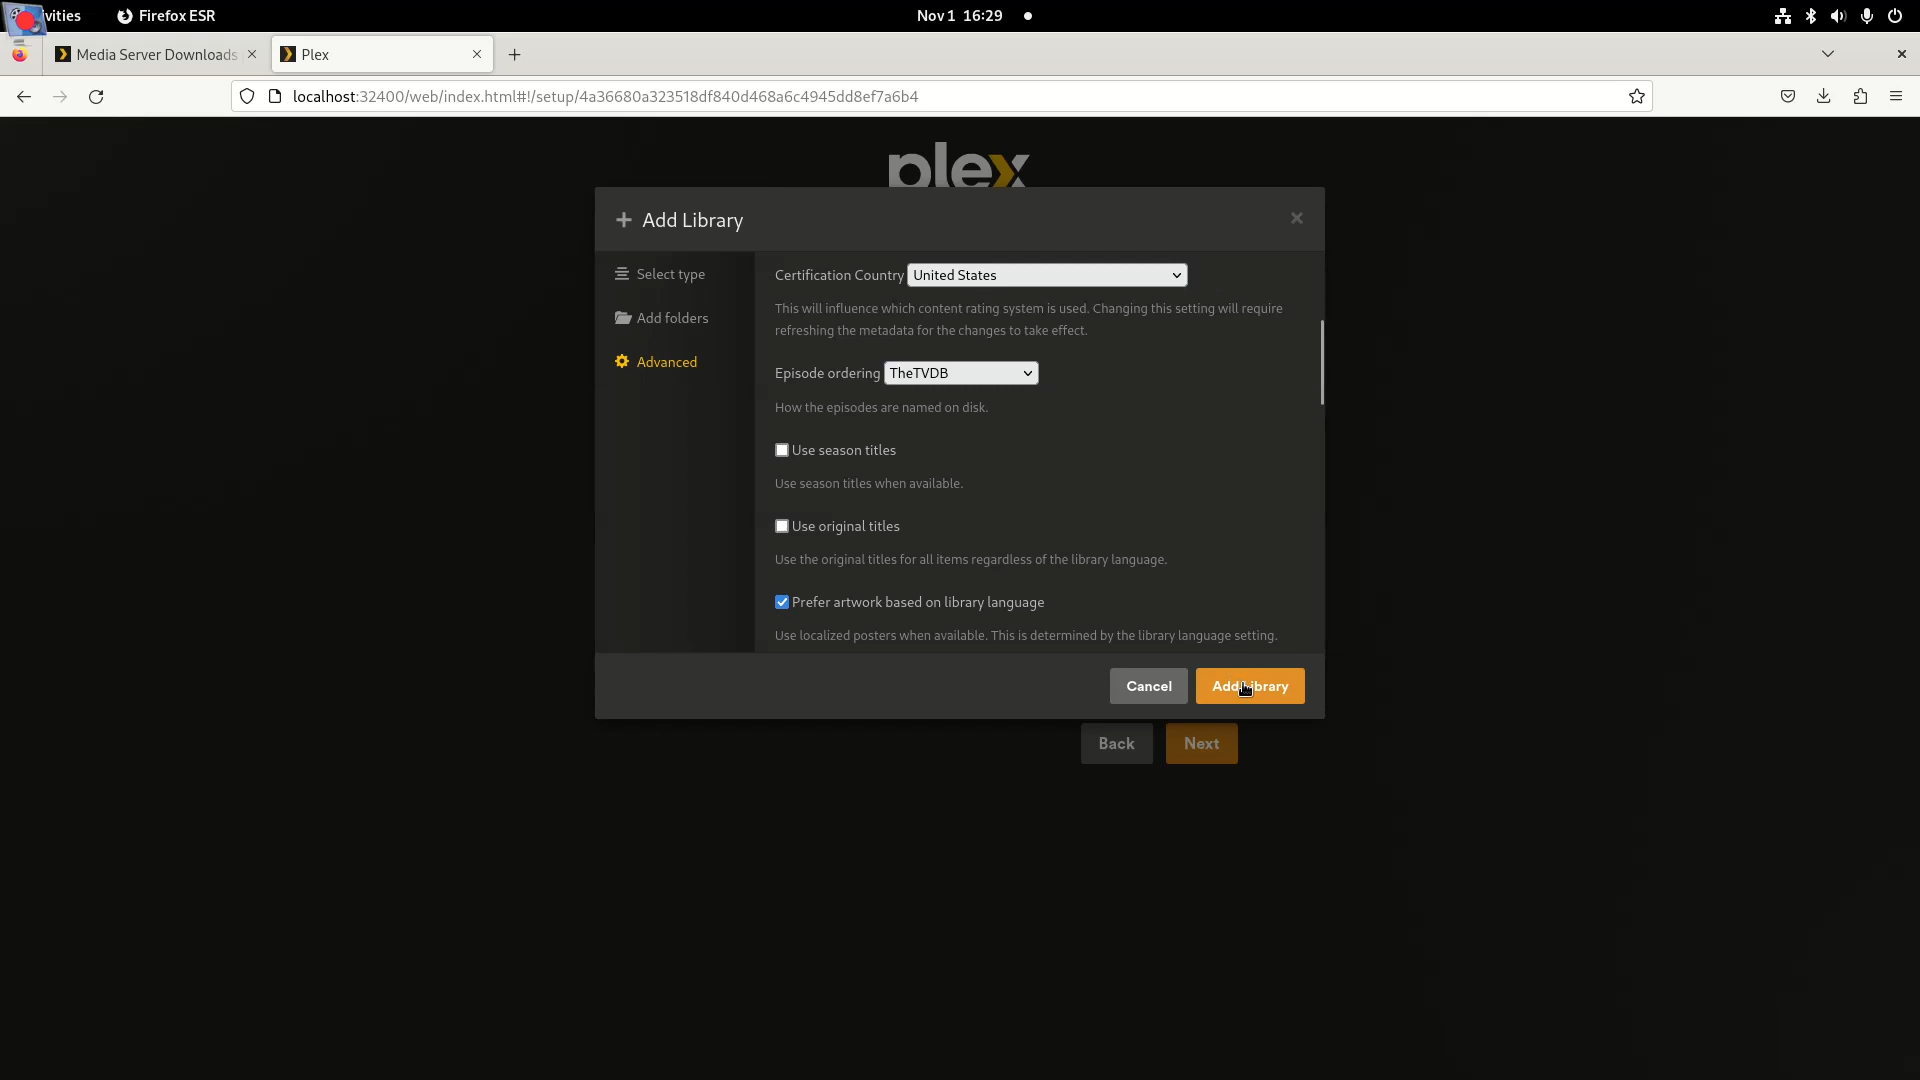 vities
Firefox ESR
Nov 1 16:29
Media Server Downloads
Plex
localhost:32400/web/index.html#!/setup/4a36680a323518df840d468a6c4945dd8ef7a6b4
plex
Add Library
Select type
Add folders
Advanced
Certification Country United States
This will influence which content rating system is used. Changing this setting will require
refreshing the metadata for the changes to take effect.
Episode ordering TheTVDB
How the episodes are named on disk.
Use season titles
Use season titles when available.
Use original titles
Use the original titles for all items regardless of the library language.
Prefer artwork based on library language
Use localized posters when available. This is determined by the library language setting.
Cancel
Add Library
Back
Next